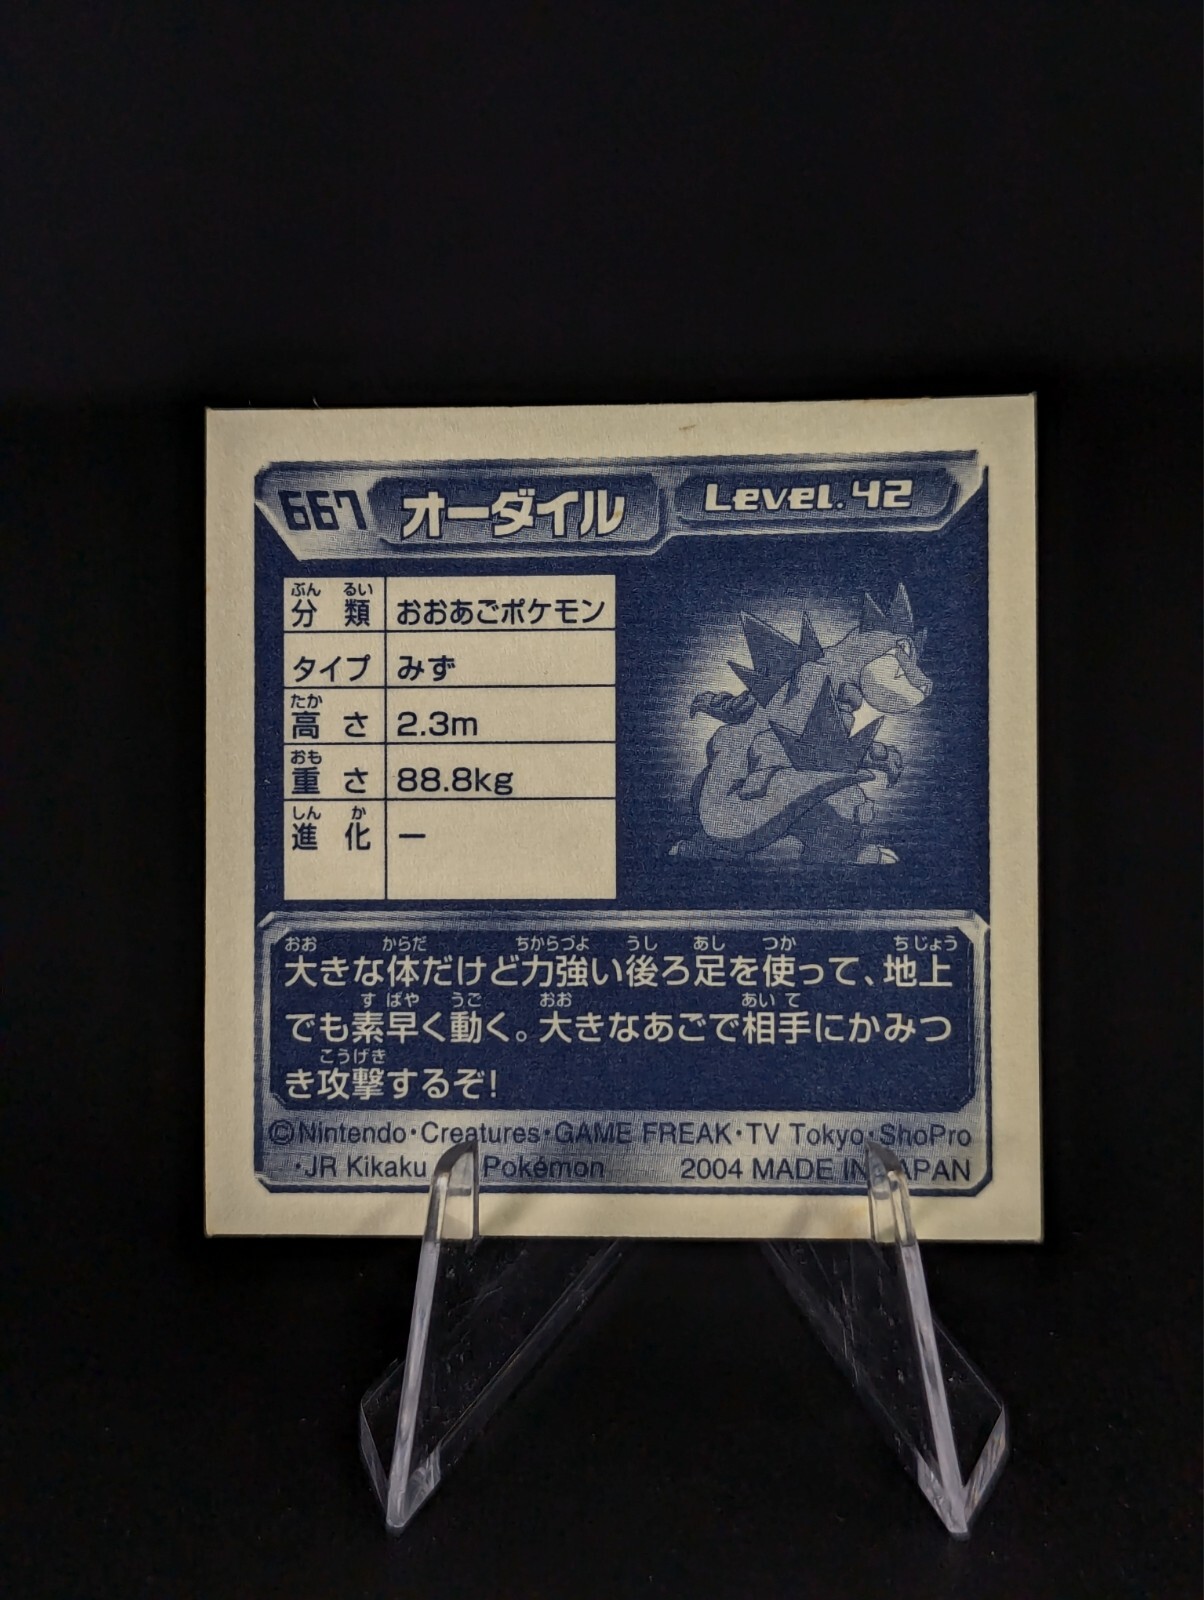 667 オーダイル Level.42
ぶん るい
分類 おおあごポケモン
タイプ みず
たか
高さ 2.3m
おも
重さ 88.8kg
しん か
進化 ー
おお からだ ちからづよ うし あし つか ちじょう
大きな体だけど力強い後ろ足を使って、地上
す ばや うご おお あい て
でも素早く動く。大きなあごで相手にかみつ
こうげき
き攻撃するぞ!
©Nintendo・Creatures・GAME FREAK・TV Tokyo・ShoPro
・JR Kikaku Pokémon 2004 MADE IN JAPAN